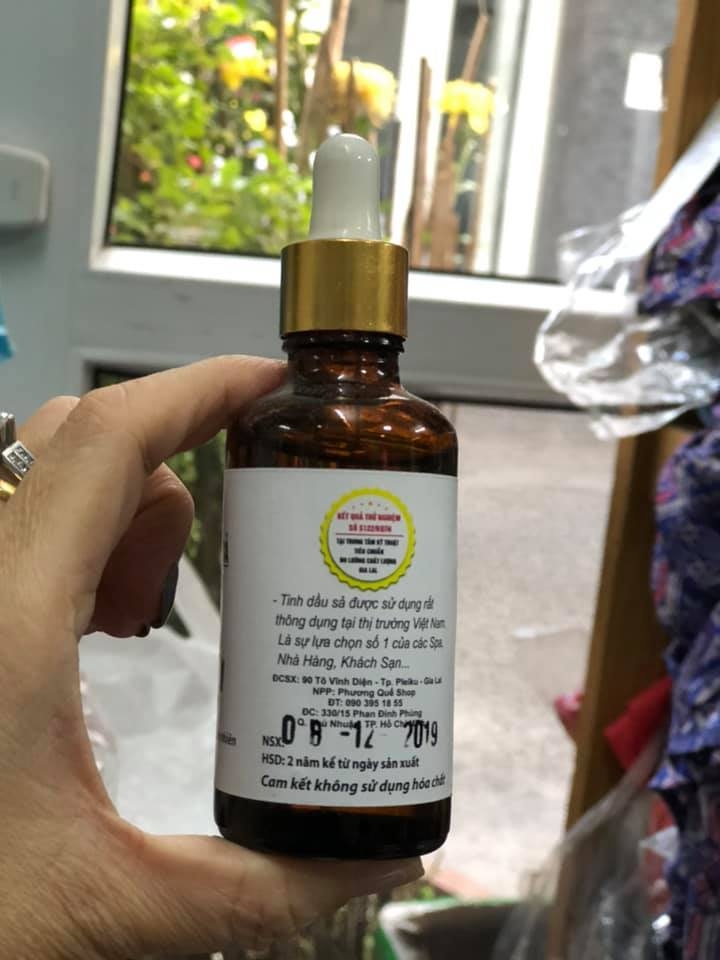 KẾT QUẢ THỬ NGHIỆM
TẠI TRUNG TÂM KỸ THUẬT
TIÊU CHUẨN
ĐO LƯỜNG CHẤT LƯỢNG
GIA LAI
- Tinh dầu sả được sử dụng rất
thông dụng tại thị trường Việt Nam.
Là sự lựa chọn số 1 của các Spa,
Nhà Hàng, Khách Sạn...
ĐCSX: 90 Tô Vĩnh Diện - Tp. Pleiku - Gia Lai
NPP: Phương Quế Shop
ĐT: 090 395 18 55
ĐC: 330/15 Phan Đình Phùng
Q. Phú Nhuận, TP. Hồ Chí
NSX: 08 -12 - 2019
HSD: 2 năm kể từ ngày sản xuất
Cam kết không sử dụng hóa chất